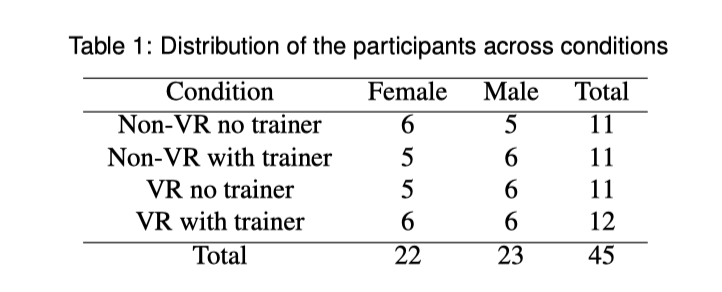 Table 1: Distribution of the participants across conditions
Condition Female Male Total
Non-VR no trainer 6 5 11
Non-VR with trainer 5 6 11
VR no trainer 5 6 11
VR with trainer 6 6 12
Total 22 23 45